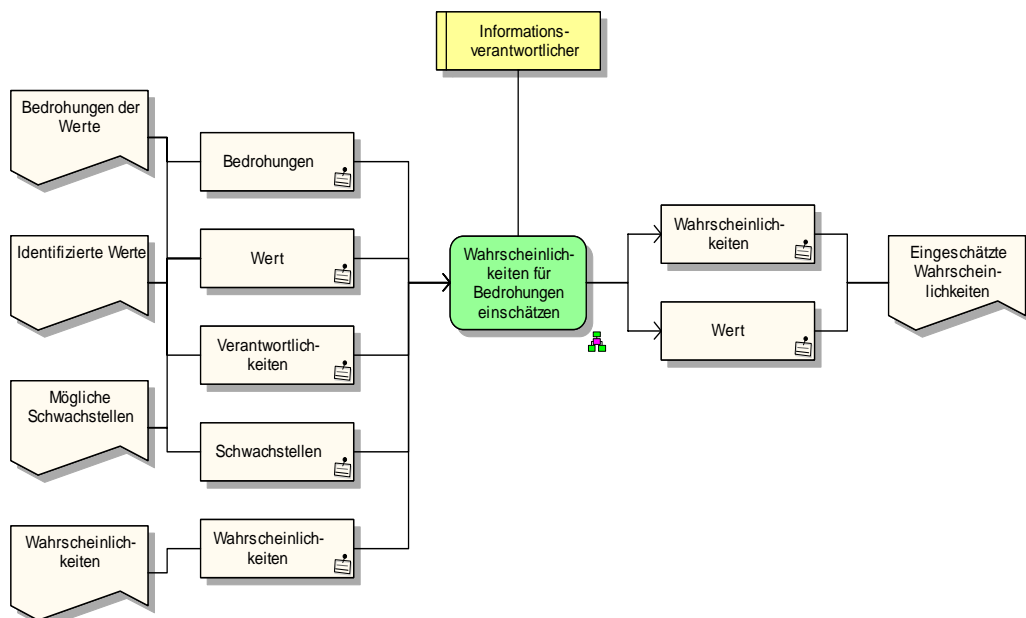 Informations-
verantwortlicher
Bedrohungen der
Werte
Bedrohungen
Identifizierte Werte
Wert
Verantwortlich-
keiten
Mögliche
Schwachstellen
Schwachstellen
Wahrscheinlich-
keiten
Wahrscheinlich-
keiten
Wahrscheinlich-
keiten für
Bedrohungen
einschätzen
Wahrscheinlich-
keiten
Wert
Eingeschätzte
Wahrschein-
lichkeiten